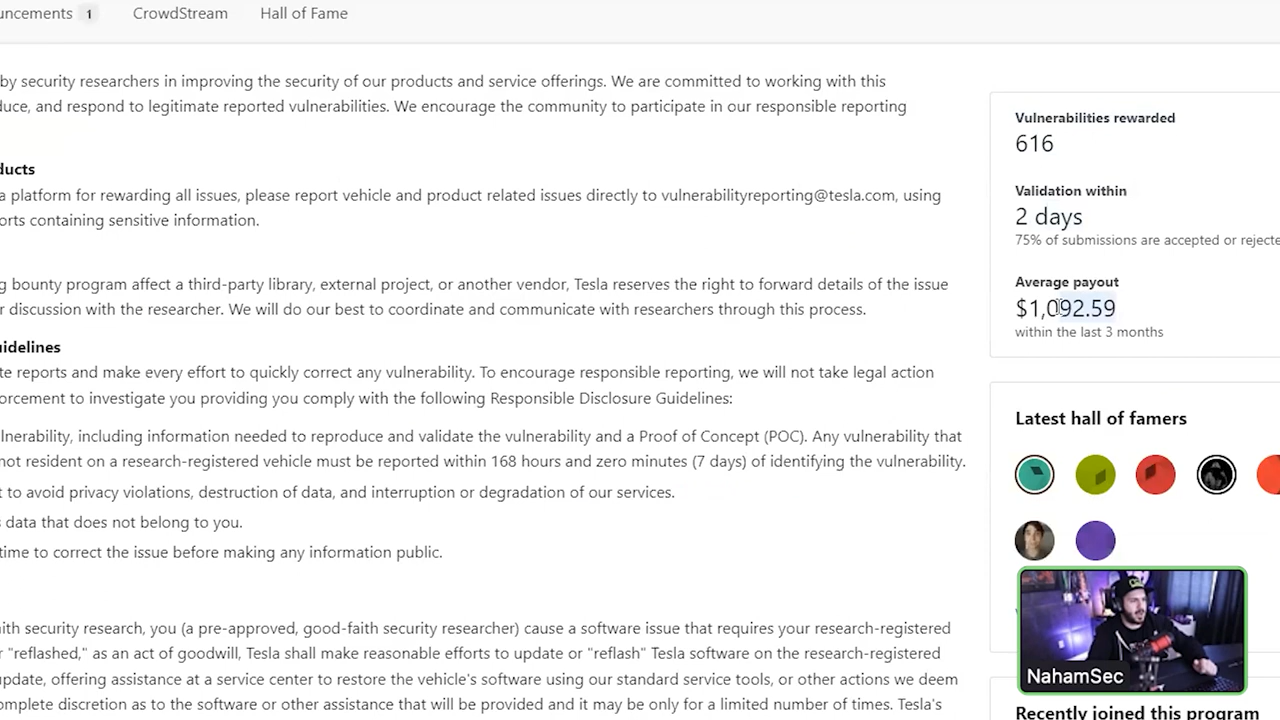 uncements 1 CrowdStream Hall of Fame
by security researchers in improving the security of our products and service offerings. We are committed to working with this
duce, and respond to legitimate reported vulnerabilities. We encourage the community to participate in our responsible reporting
ducts
a platform for rewarding all issues, please report vehicle and product related issues directly to vulnerabilityreporting@tesla.com, using
orts containing sensitive information.
g bounty program affect a third-party library, external project, or another vendor, Tesla reserves the right to forward details of the issue
r discussion with the researcher. We will do our best to coordinate and communicate with researchers through this process.
uidelines
te reports and make every effort to quickly correct any vulnerability. To encourage responsible reporting, we will not take legal action
orcement to investigate you providing you comply with the following Responsible Disclosure Guidelines:
lnerability, including information needed to reproduce and validate the vulnerability and a Proof of Concept (POC). Any vulnerability that
not resident on a research-registered vehicle must be reported within 168 hours and zero minutes (7 days) of identifying the vulnerability.
t to avoid privacy violations, destruction of data, and interruption or degradation of our services.
s data that does not belong to you.
time to correct the issue before making any information public.
ith security research, you (a pre-approved, good-faith security researcher) cause a software issue that requires your research-registered
r "reflashed," as an act of goodwill, Tesla shall make reasonable efforts to update or "reflash" Tesla software on the research-registered
update, offering assistance at a service center to restore the vehicle's software using our standard service tools, or other actions we deem
omplete discretion as to the software or other assistance that will be provided and it may be only for a limited number of times. Tesla's
Vulnerabilities rewarded
616
Validation within
2 days
75% of submissions are accepted or rejecte
Average payout
$1,092.59
within the last 3 months
Latest hall of famers
NahamSec
Recently joined this program